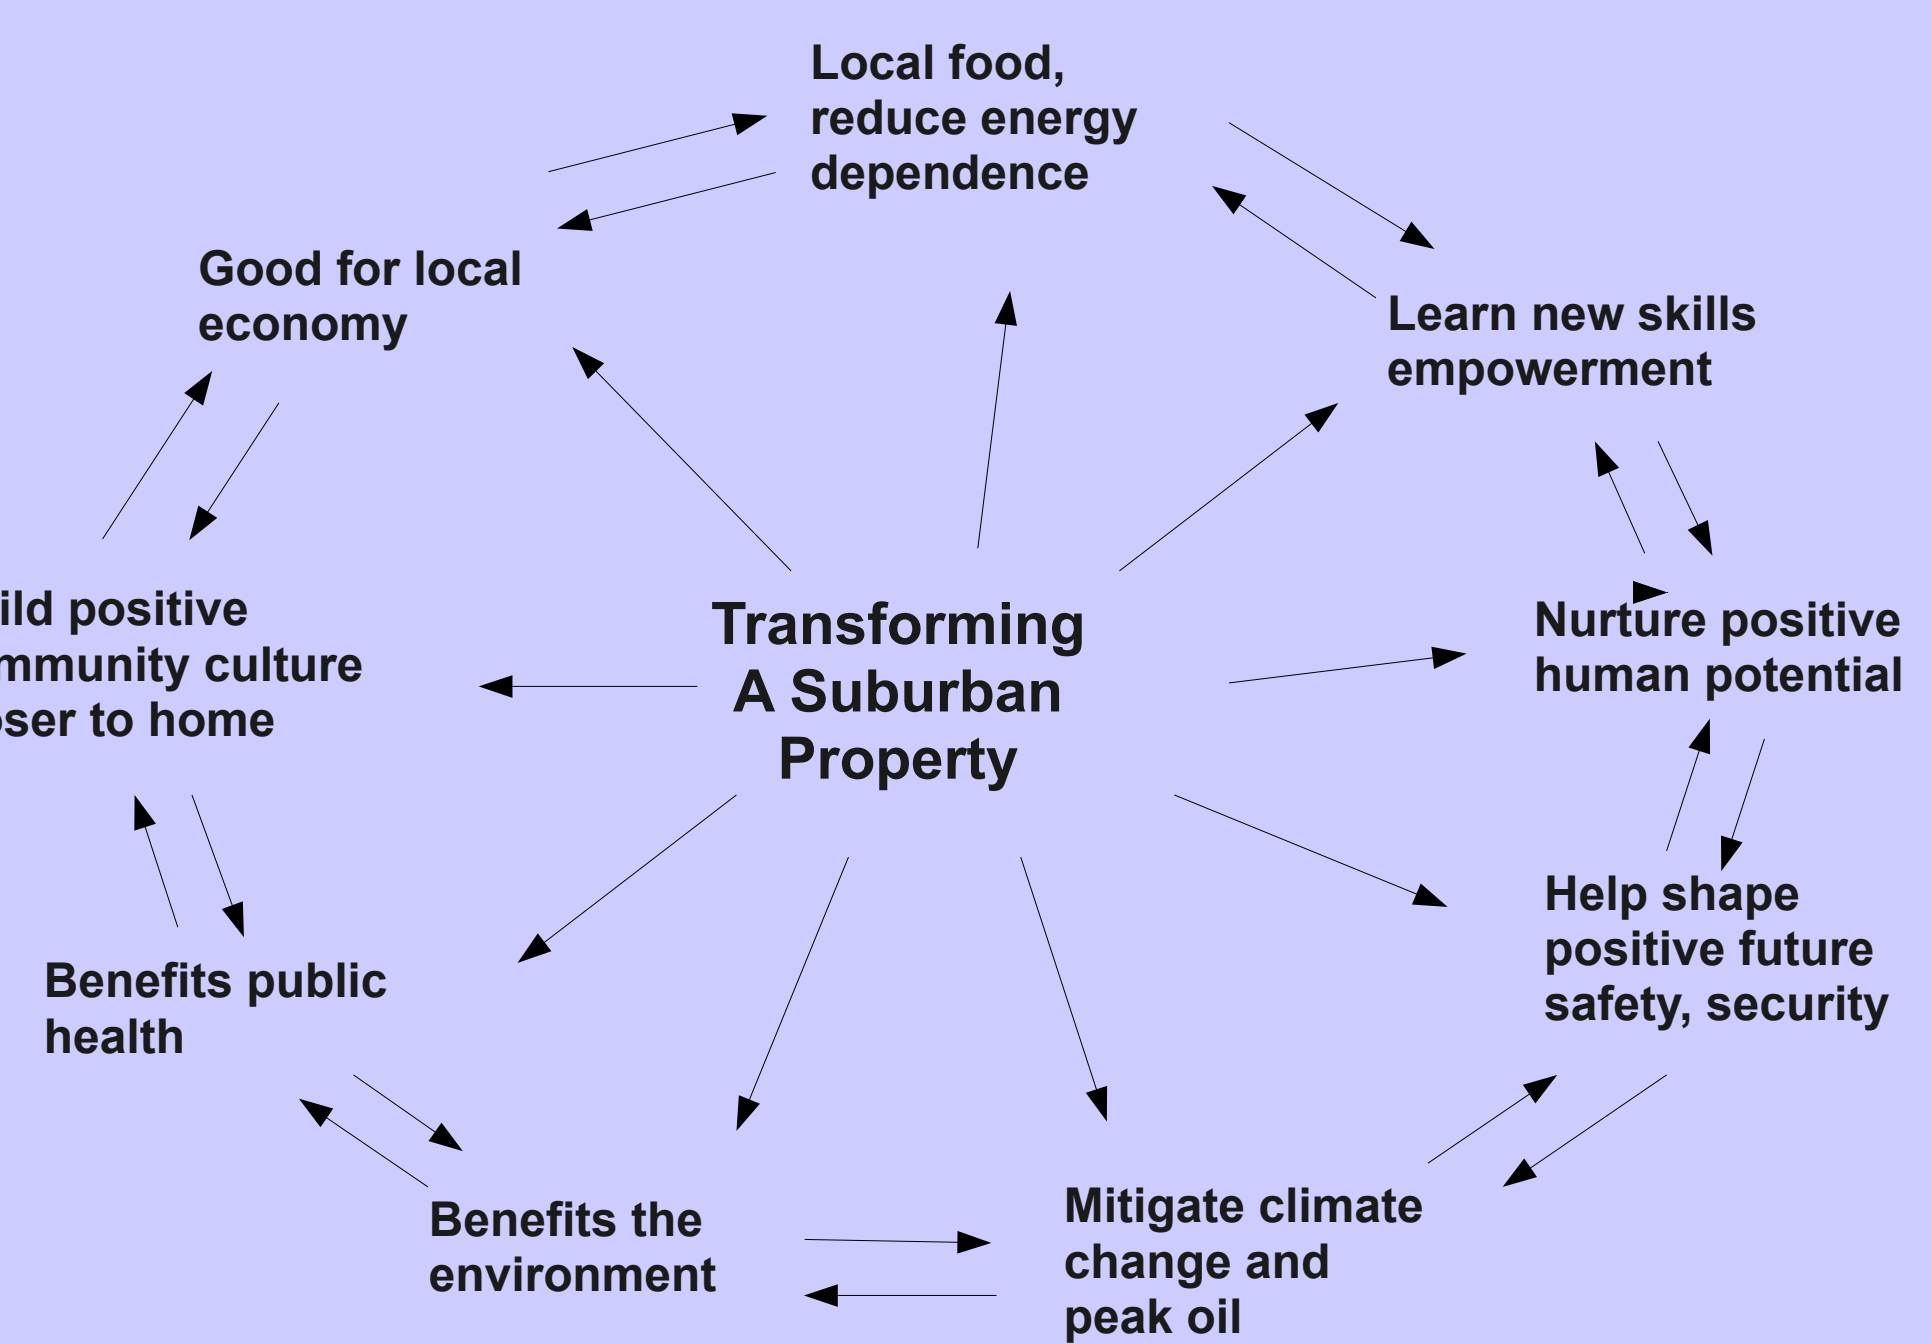 Local food,
reduce energy
dependence
Good for local
economy
Learn new skills
empowerment
ild positive
mmunity culture
ser to home
Transforming
A Suburban
Property
Nurture positive
human potential
Help shape
positive future
safety, security
Benefits public
health
Benefits the
environment
Mitigate climate
change and
peak oil